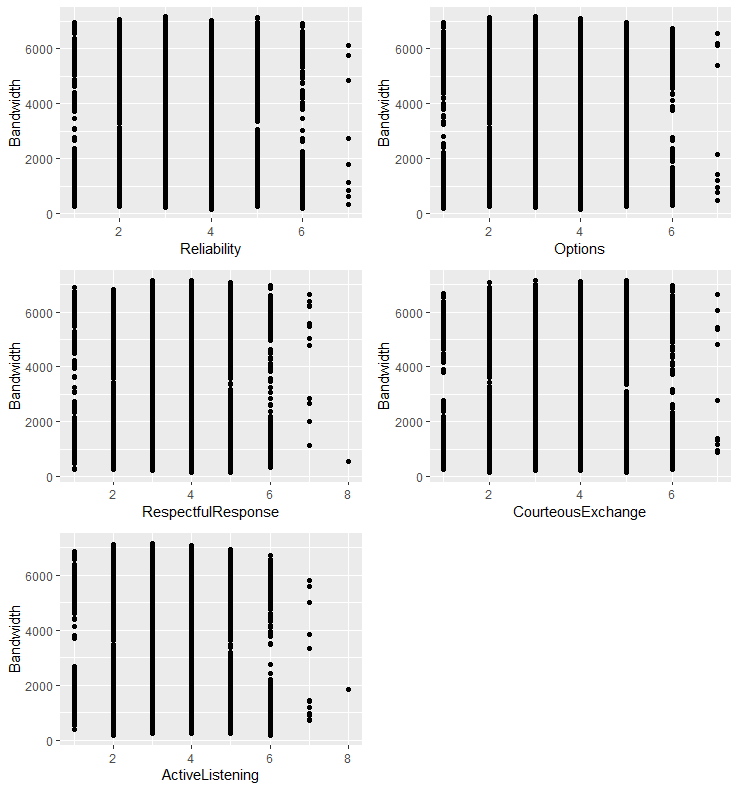 Bandwidth
6000
4000
2000
0
2 4 6
Reliability
Bandwidth
6000
4000
2000
0
2 4 6
Options
Bandwidth
6000
4000
2000
0
2 4 6 8
RespectfulResponse
Bandwidth
6000
4000
2000
0
2 4 6
CourteousExchange
Bandwidth
6000
4000
2000
0
2 4 6 8
ActiveListening